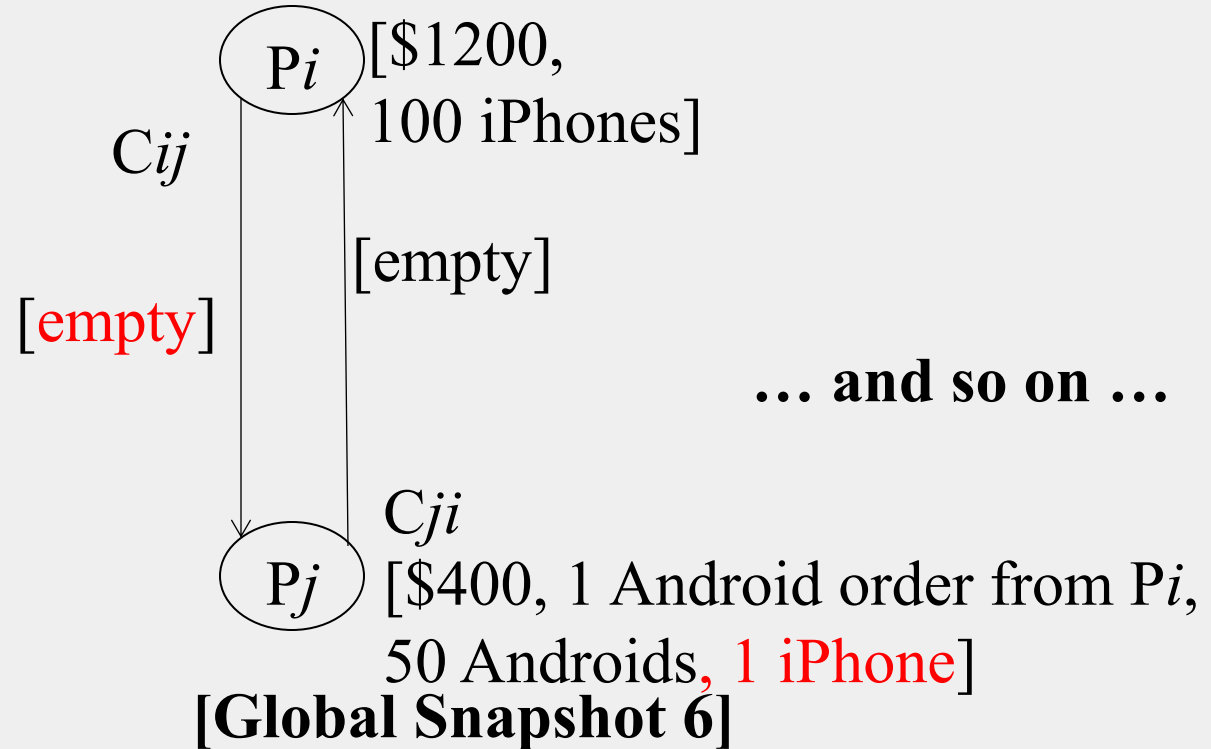 Pi
[$1200,
100 iPhones]
Cij
[empty]
[empty]
… and so on …
Cji
Pj
[$400, 1 Android order from Pi,
50 Androids, 1 iPhone]
[Global Snapshot 6]